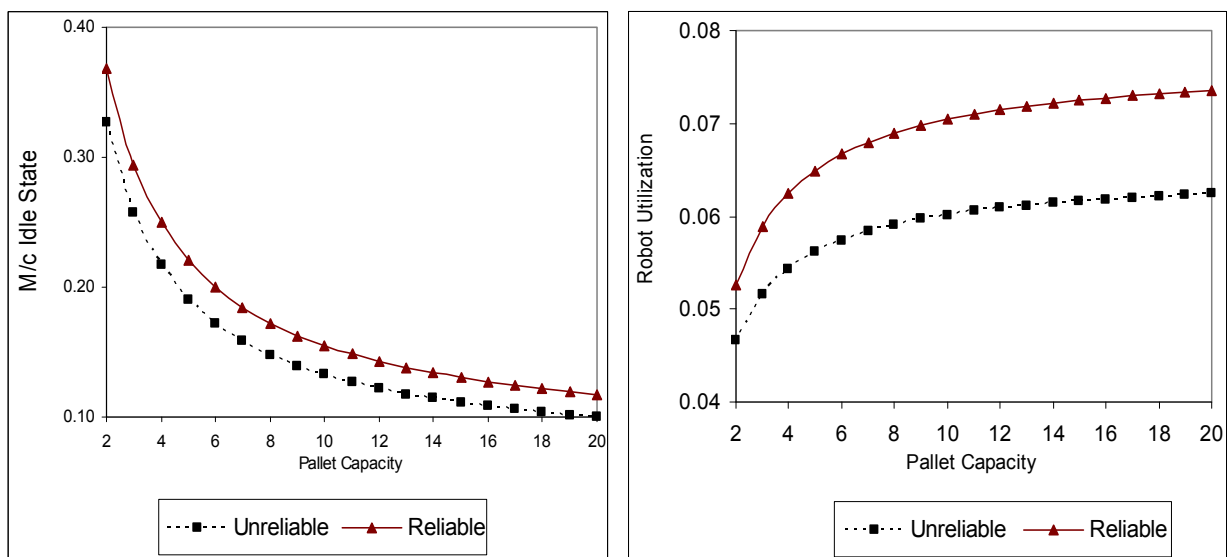 0.40
0.30
0.20
0.10
M/c Idle State
2 4 6 8 10 12 14 16 18 20
Pallet Capacity
Unreliable Reliable
0.08
0.07
0.06
0.05
0.04
Robot Utilization
2 4 6 8 10 12 14 16 18 20
Pallet Capacity
Unreliable Reliable